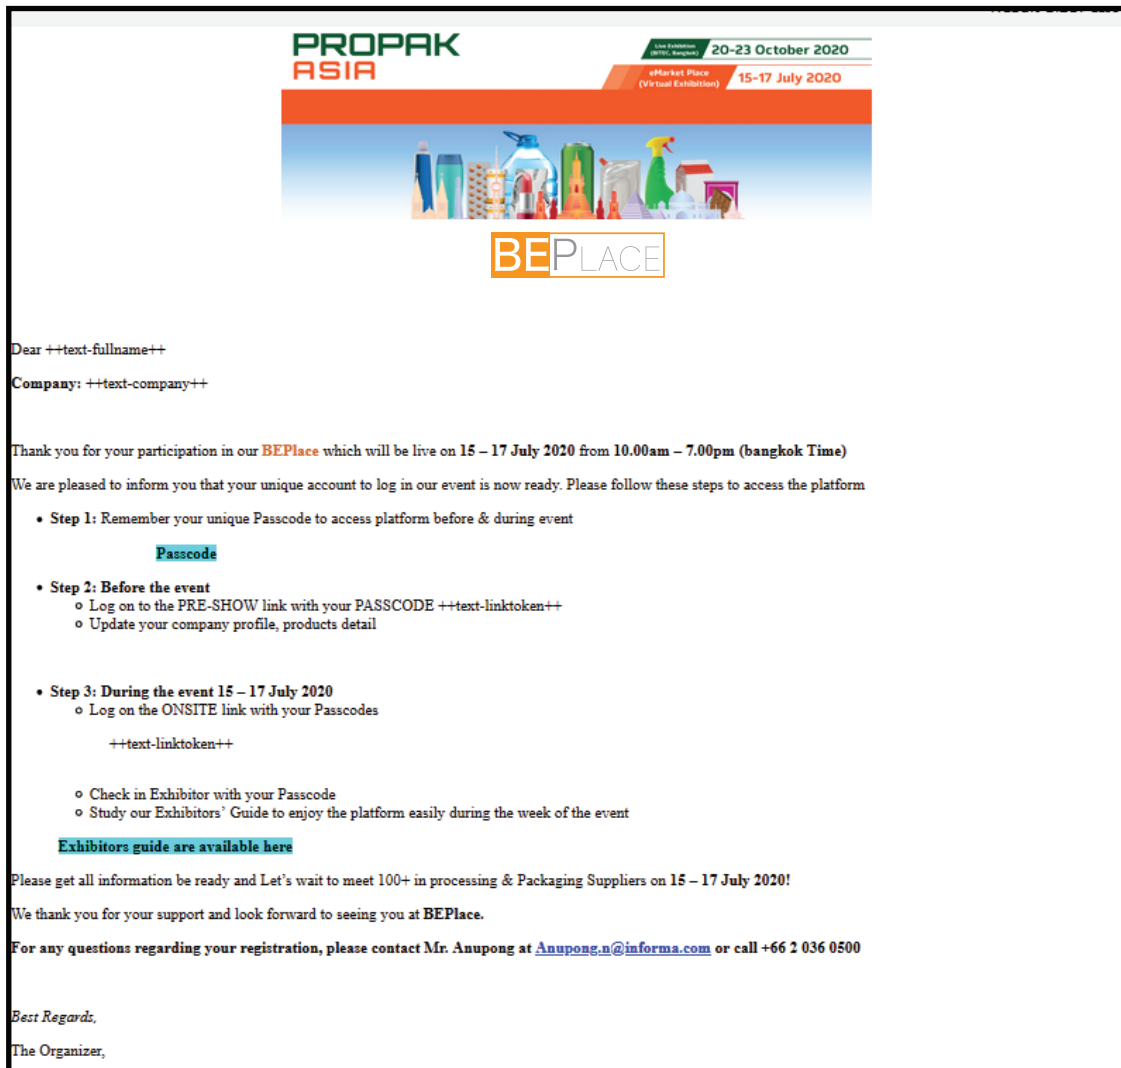 PROPAK
ASIA
Live Exhibition
(BITEC, Bangkok)
20-23 October 2020
eMarket Place
(Virtual Exhibition)
15-17 July 2020
BEPLACE
Dear ++text-fullname++
Company: ++text-company++
Thank you for your participation in our BEPlace which will be live on 15 – 17 July 2020 from 10.00am – 7.00pm (bangkok Time)
We are pleased to inform you that your unique account to log in our event is now ready. Please follow these steps to access the platform
• Step 1: Remember your unique Passcode to access platform before & during event
Passcode
• Step 2: Before the event
o Log on to the PRE-SHOW link with your PASSCODE ++text-linktoken++
o Update your company profile, products detail
• Step 3: During the event 15 – 17 July 2020
o Log on the ONSITE link with your Passcodes
++text-linktoken++
o Check in Exhibitor with your Passcode
o Study our Exhibitors’ Guide to enjoy the platform easily during the week of the event
Exhibitors guide are available here
Please get all information be ready and Let’s wait to meet 100+ in processing & Packaging Suppliers on 15 – 17 July 2020!
We thank you for your support and look forward to seeing you at BEPlace.
For any questions regarding your registration, please contact Mr. Anupong at Anupong.n@informa.com or call +66 2 036 0500
Best Regards,
The Organizer,